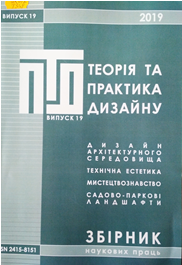 ВИПУСК 19
2019
ТЕОРІЯ ТА
ПРАКТИКА
ДИЗАЙНУ
ВИПУСК 19
ДИЗАЙН
АРХІТЕКТУРНОГО
СЕРЕДОВИЩА
ТЕХНІЧНА ЕСТЕТИКА
МИСТЕЦТВОЗНАВСТВО
САДОВО-ПАРКОВІ
ЛАНДШАФТИ
ЗБІРНИК
наукових праць
SN 2415-8151